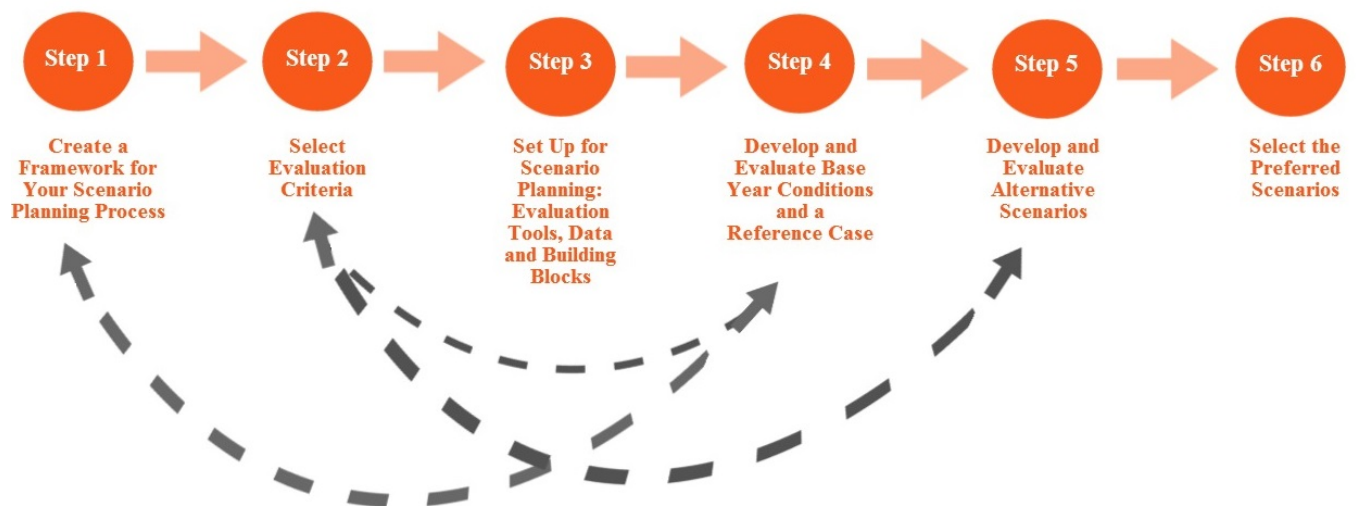 Step 1
Step 2
Step 3
Step 4
Step 5
Step 6
Create a
Framework for
Your Scenario
Planning Process
Select
Evaluation
Criteria
Set Up for
Scenario
Planning:
Evaluation
Tools, Data
and Building
Blocks
Develop and
Evaluate Base
Year Conditions
and a
Reference Case
Develop and
Evaluate
Alternative
Scenarios
Select the
Preferred
Scenarios